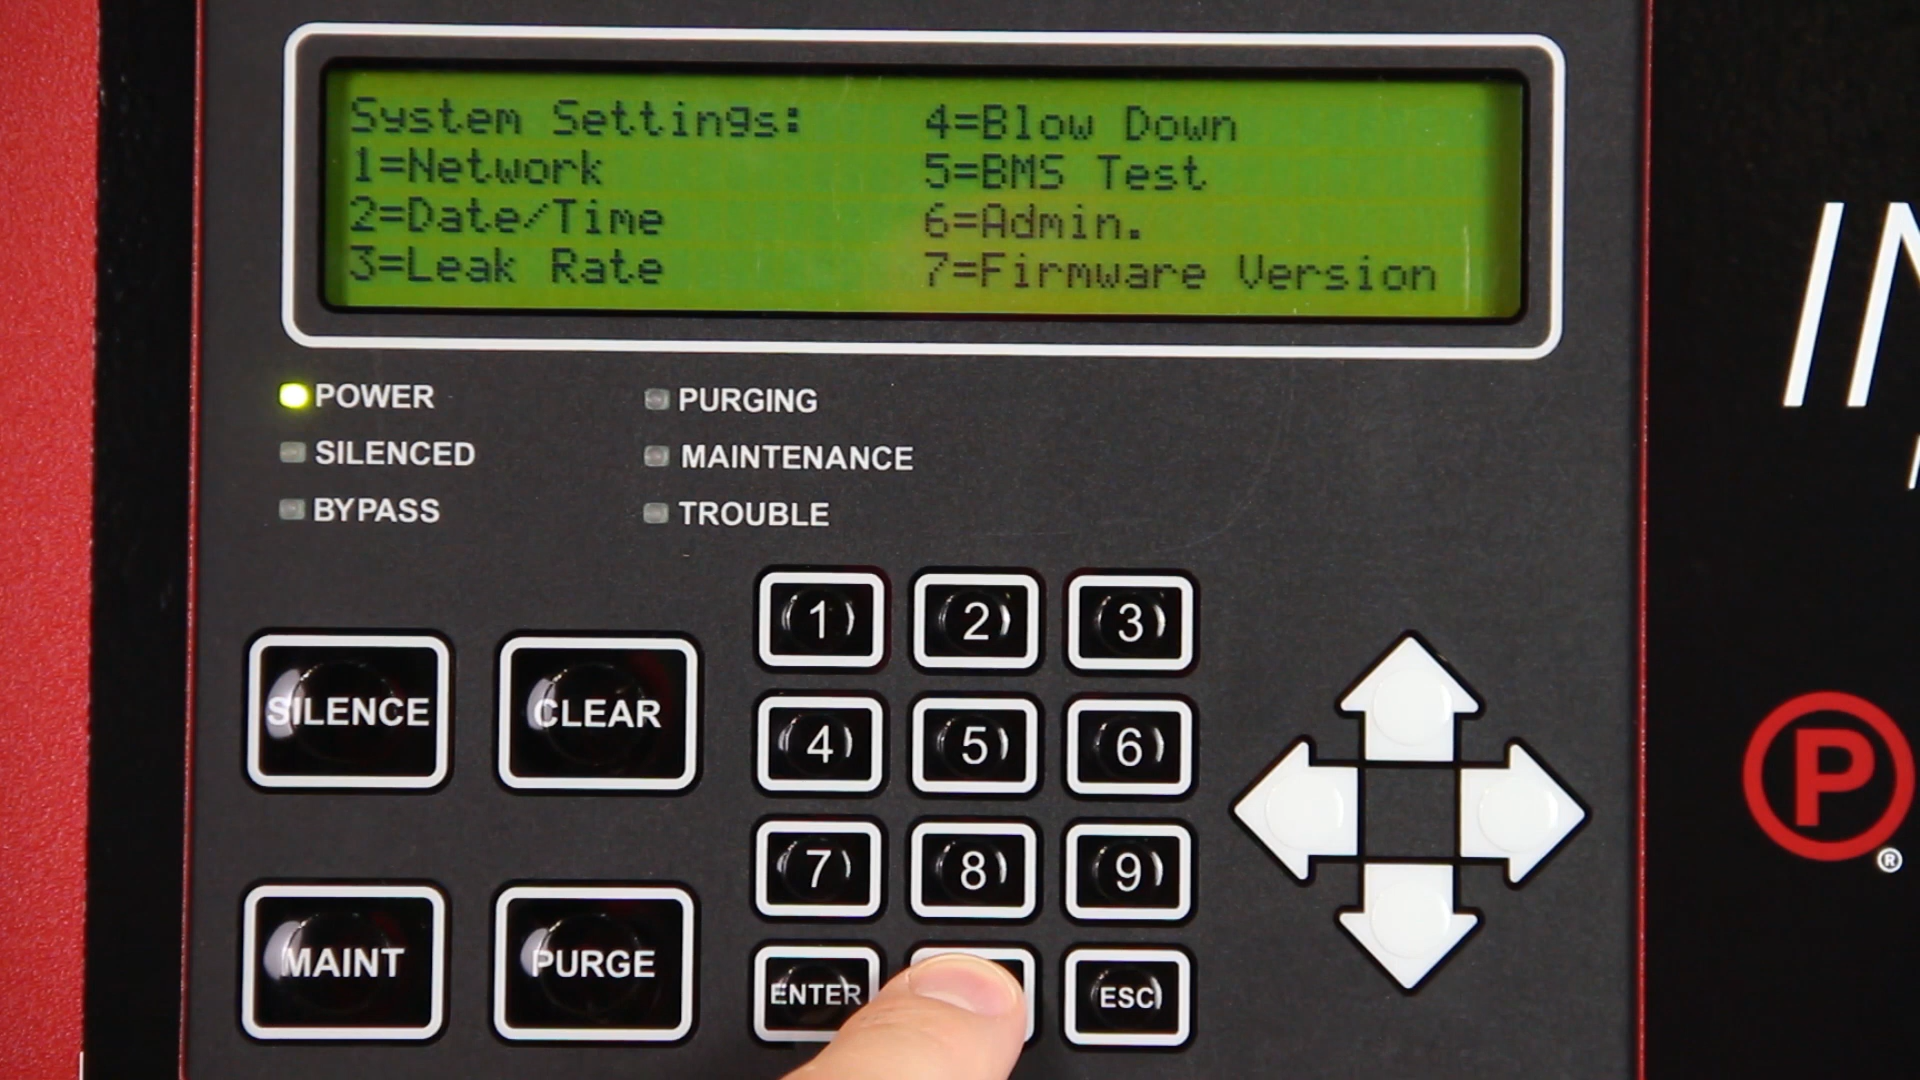 System Settings:
1=Network
2=Date/Time
3=Leak Rate
4=Blow Down
5=BMS Test
6=Admin.
7=Firmware Version
POWER
SILENCED
BYPASS
PURGING
MAINTENANCE
TROUBLE
SILENCE
CLEAR
MAINT
PURGE
1 2 3
4 5 6
7 8 9
ENTER ESC
P
®